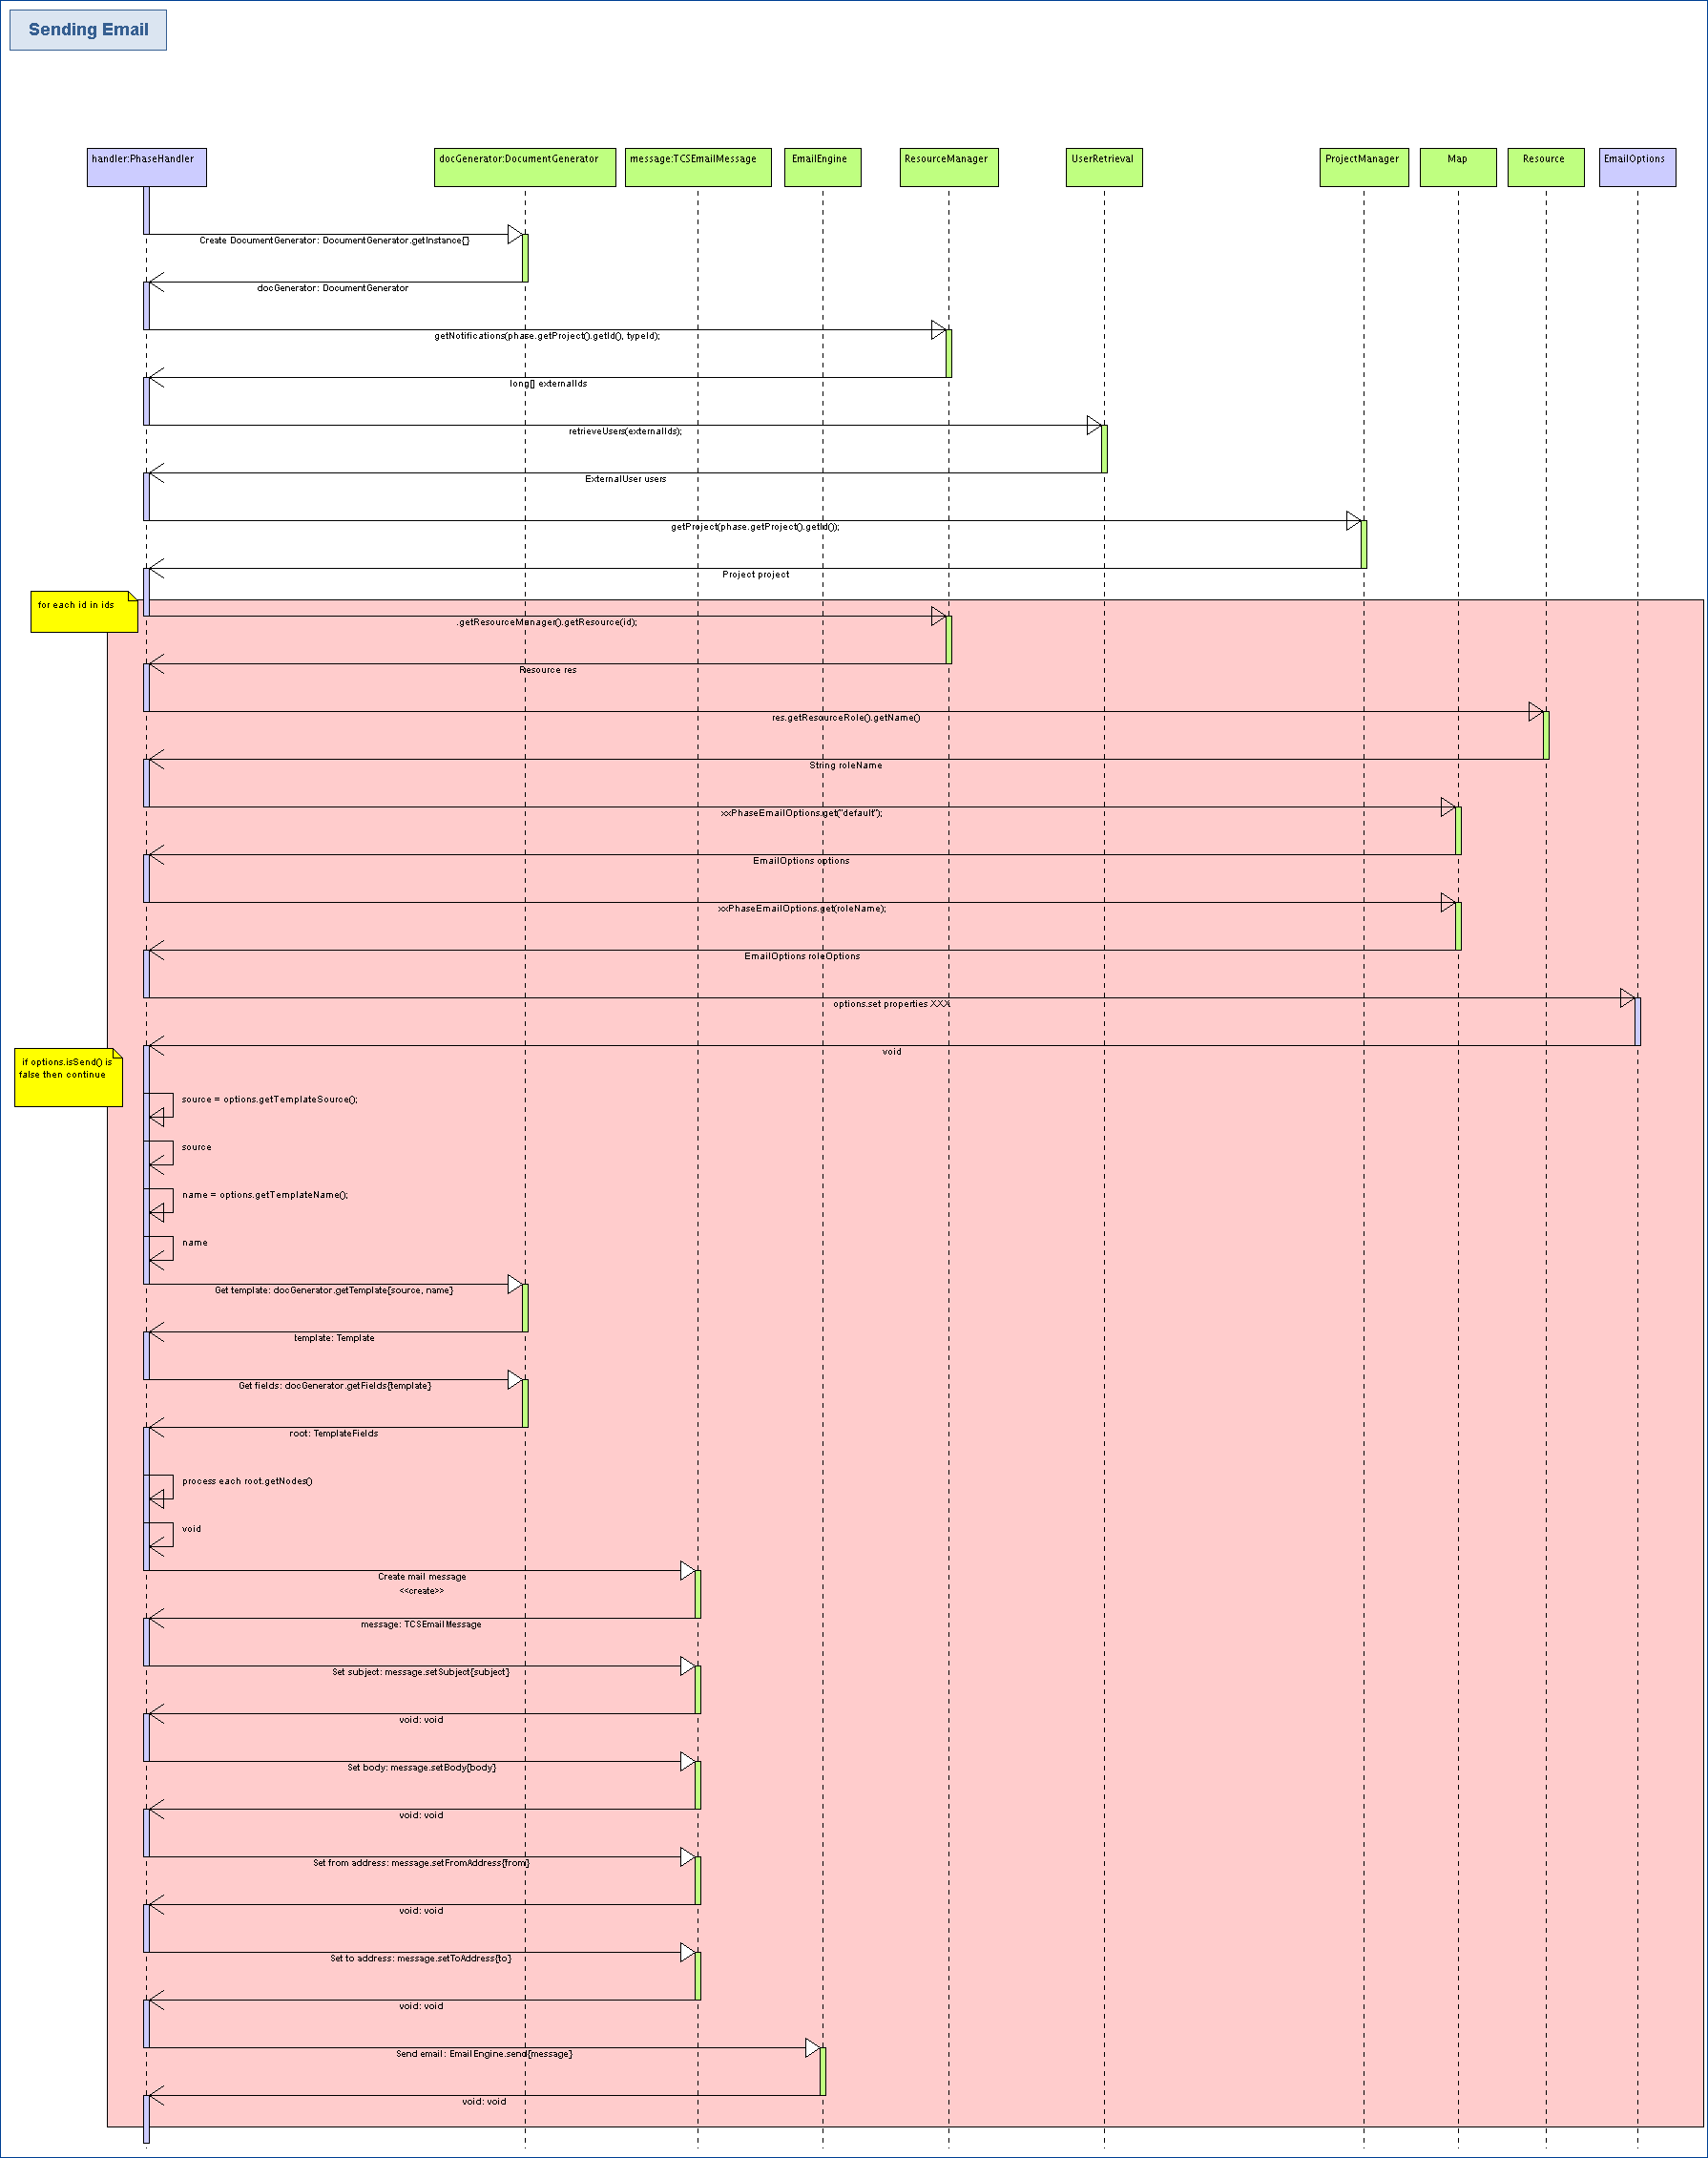 Sending Email
handler:PhaseHandler
docGenerator:DocumentGenerator
message:TCSEmailMessage
EmailEngine
ResourceManager
UserRetrieval
ProjectManager
Map
Resource
EmailOptions
Create DocumentGenerator: DocumentGenerator.getInstance{}
docGenerator: DocumentGenerator
getNotifications(phase.getProject().getId(), typeId);
long[] externalIds
retrieveUsers(externalIds);
ExternalUser users
getProject(phase.getProject().getId());
Project project
for each id in ids
.getResourceManager().getResource(id);
Resource res
res.getResourceRole().getName()
String roleName
xxPhaseEmailOptions.get("default");
EmailOptions options
xxPhaseEmailOptions.get(roleName);
EmailOptions roleOptions
options.set properties XXX
void
if options.isSend() is
false then continue
source = options.getTemplateSource();
source
name = options.getTemplateName();
name
Get template: docGenerator.getTemplate{source, name}
template: Template
Get fields: docGenerator.getFields{template}
root: TemplateFields
process each root.getNodes()
void
Create mail message
<<create>>
message: TCSEmailMessage
Set subject: message.setSubject{subject}
void: void
Set body: message.setBody{body}
void: void
Set from address: message.setFromAddress{from}
void: void
Set to address: message.setToAddress{to}
void: void
Send email: EmailEngine.send{message}
void: void